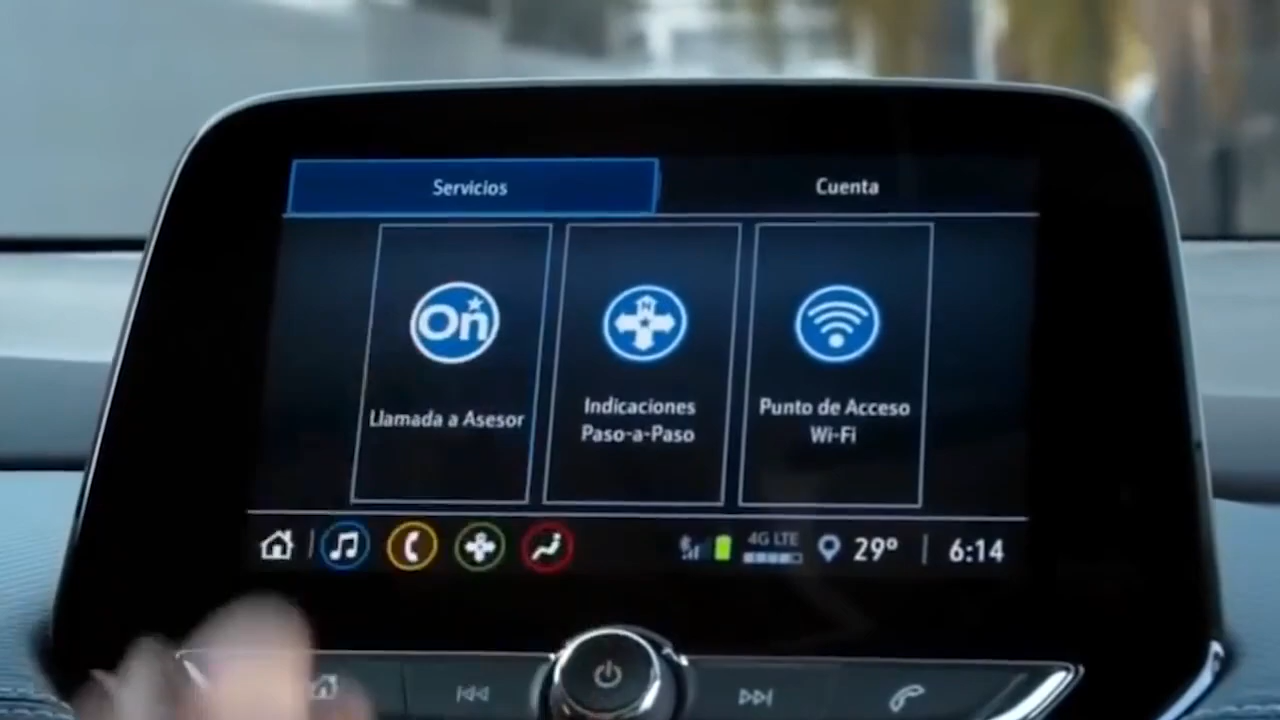 Servicios
Cuenta
On
N
Llamada a Asesor
Indicaciones
Paso-a-Paso
Punto de Acceso
Wi-Fi
4G LTE
29°
6:14